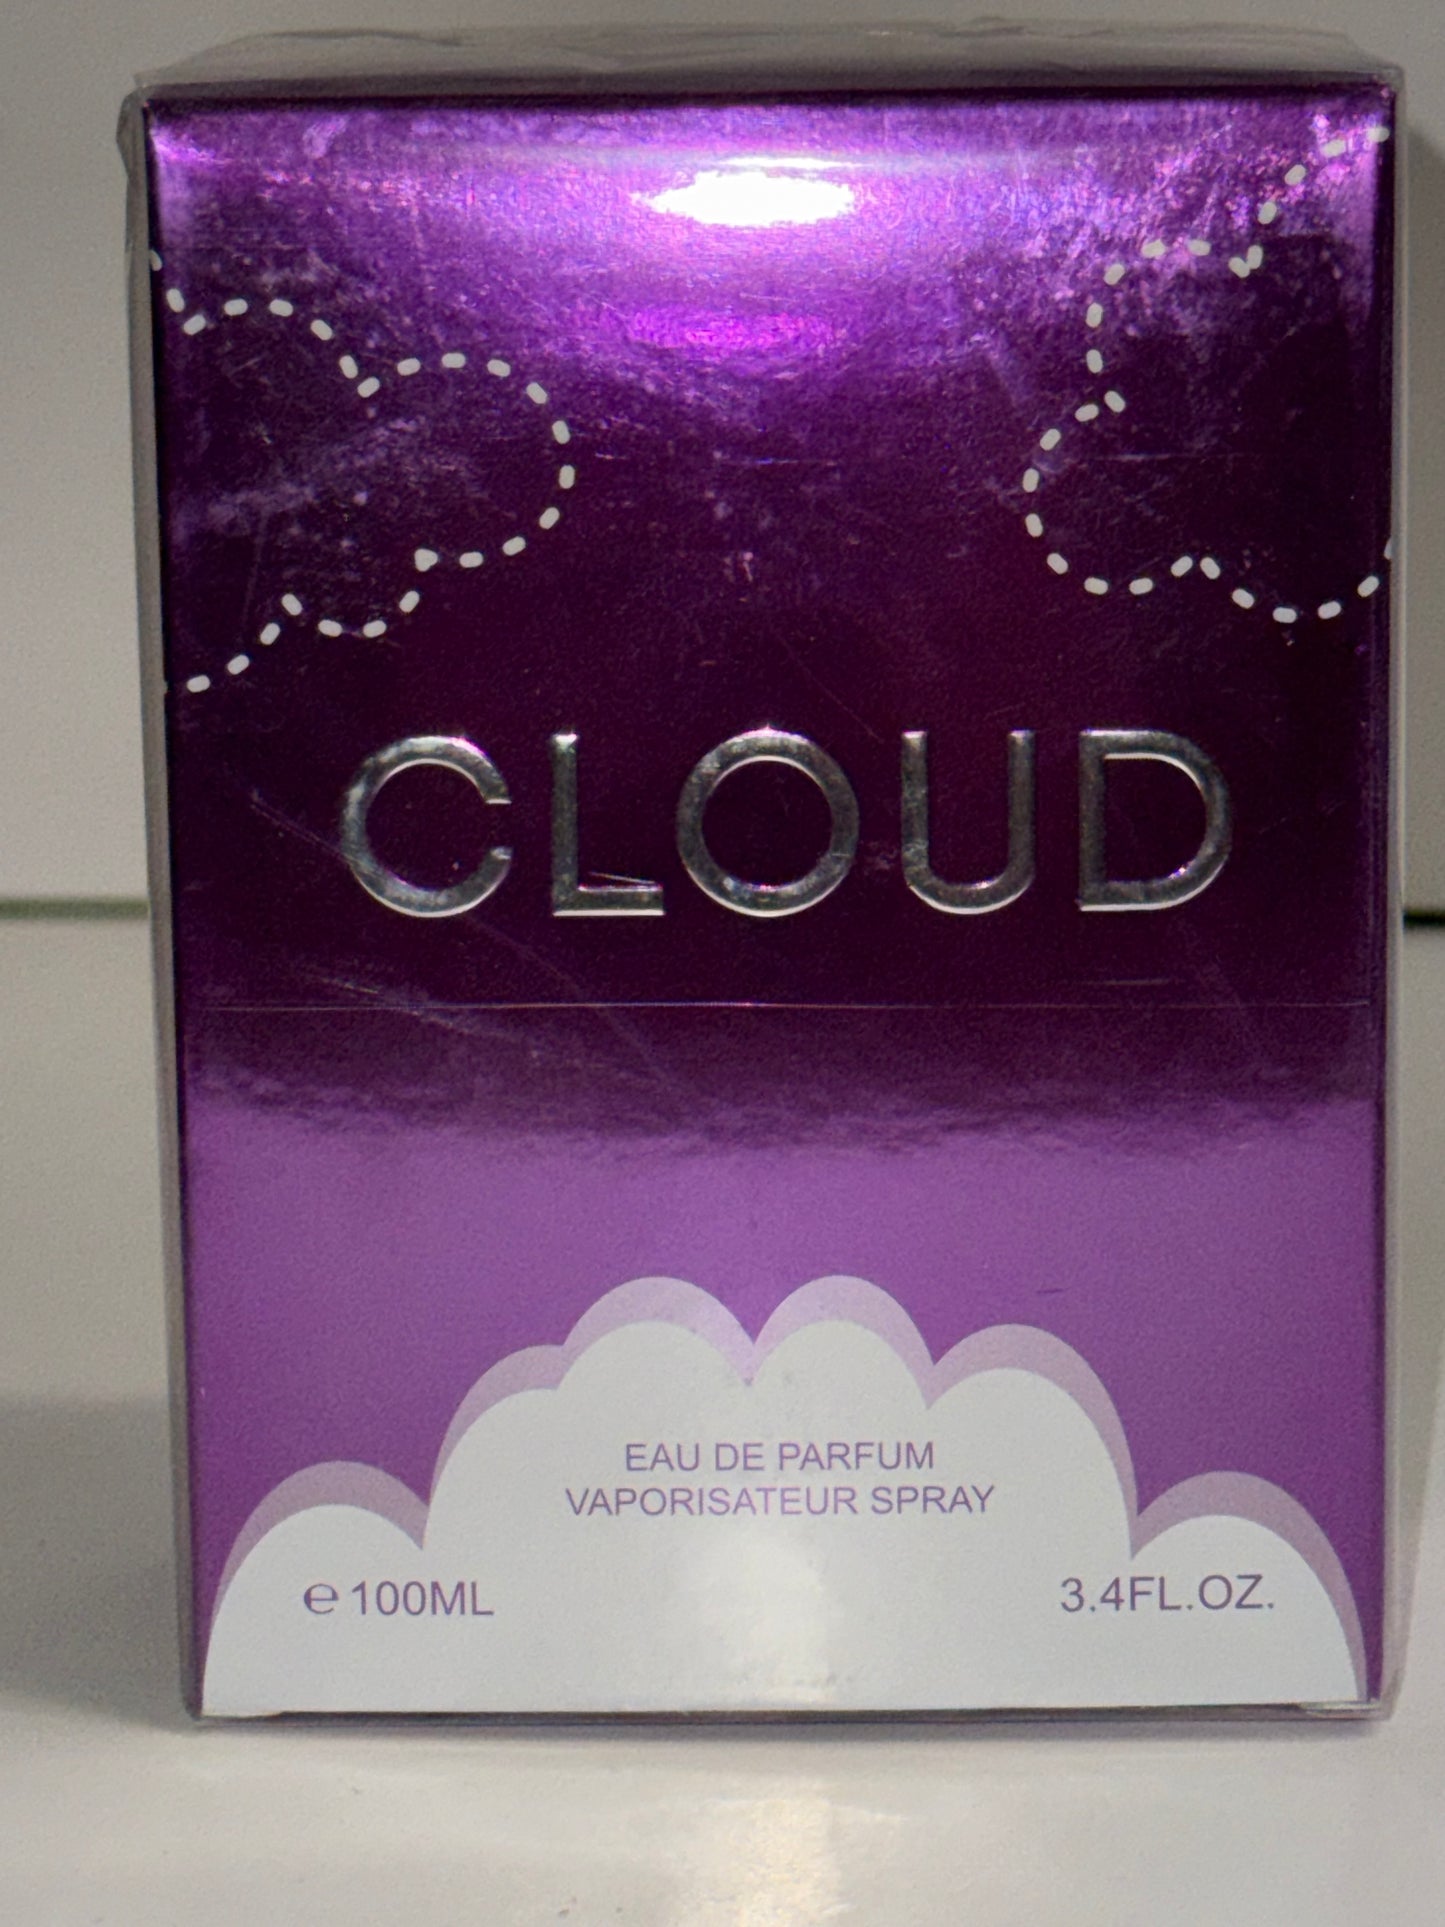 CLOUD
EAU DE PARFUM
VAPORISATEUR SPRAY
℮100ML
3.4FL.OZ.